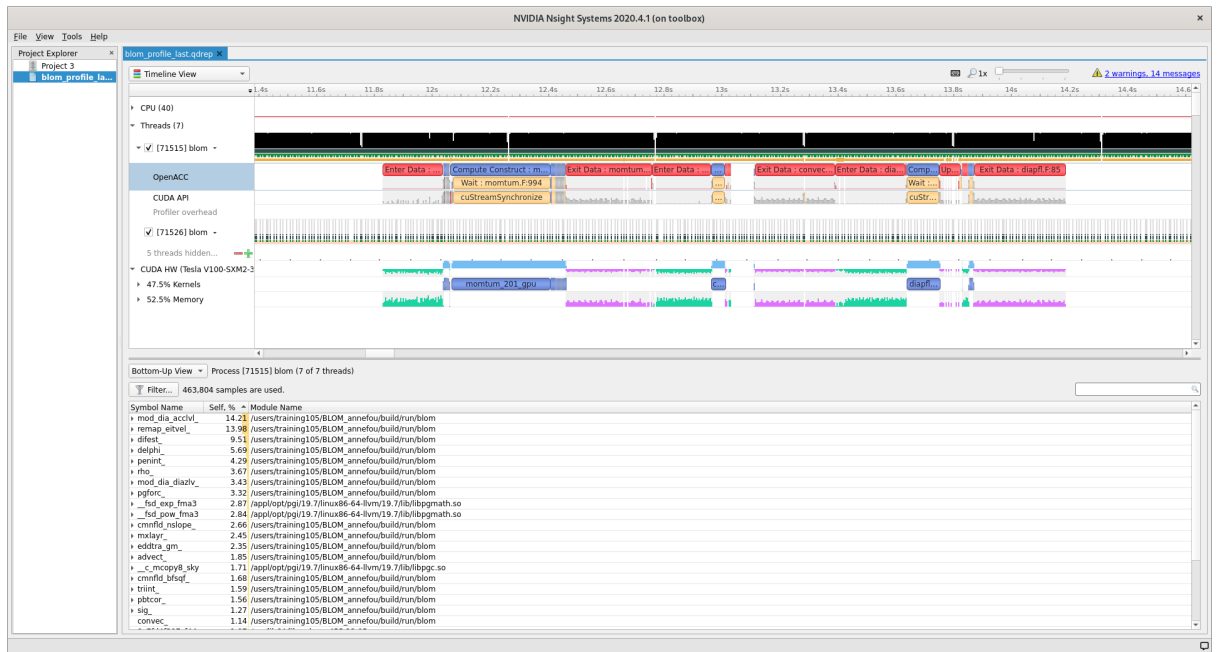 NVIDIA Nsight Systems 2020.4.1 (on toolbox) ×
File View Tools Help
Project Explorer ×
Project 3
blom_profile_la...
blom_profile_last.qdrep ×
Timeline View 1x 2 warnings, 14 messages
1.4s 11.6s 11.8s 12s 12.2s 12.4s 12.6s 12.8s 13s 13.2s 13.4s 13.6s 13.8s 14s 14.2s 14.4s 14.6
CPU (40)
Threads (7)
[71515] blom
OpenACC
Enter Data : ... Compute Construct : m... Exit Data : momtum... Enter Data : ... ... Exit Data : convec... Enter Data : dia... Comp... Up... Exit Data : diapfl.F:85
Wait : momtum.F:994 ... Wait :...
CUDA API cuStreamSynchronize ... cuStr...
Profiler overhead
[71526] blom
5 threads hidden...
CUDA HW (Tesla V100-SXM2-3
47.5% Kernels momtum_201_gpu c... diapfl...
52.5% Memory
Bottom-Up View Process [71515] blom (7 of 7 threads)
Filter... 463,804 samples are used.
Symbol Name Self, % Module Name
mod_dia_acclvl_ 14.21 /users/training105/BLOM_annefou/build/run/blom
remap_eitvel_ 13.98 /users/training105/BLOM_annefou/build/run/blom
difest_ 9.51 /users/training105/BLOM_annefou/build/run/blom
delphi_ 5.69 /users/training105/BLOM_annefou/build/run/blom
penint_ 4.29 /users/training105/BLOM_annefou/build/run/blom
rho_ 3.67 /users/training105/BLOM_annefou/build/run/blom
mod_dia_diazlv_ 3.43 /users/training105/BLOM_annefou/build/run/blom
pgforc_ 3.32 /users/training105/BLOM_annefou/build/run/blom
__fsd_exp_fma3 2.87 /appl/opt/pgi/19.7/linux86-64-llvm/19.7/lib/libpgmath.so
__fsd_pow_fma3 2.84 /appl/opt/pgi/19.7/linux86-64-llvm/19.7/lib/libpgmath.so
cmnfld_nslope_ 2.66 /users/training105/BLOM_annefou/build/run/blom
mxlayr_ 2.45 /users/training105/BLOM_annefou/build/run/blom
eddtra_gm_ 2.35 /users/training105/BLOM_annefou/build/run/blom
advect_ 1.85 /users/training105/BLOM_annefou/build/run/blom
__c_mcopy8_sky 1.71 /appl/opt/pgi/19.7/linux86-64-llvm/19.7/lib/libpgc.so
cmnfld_bfsqf_ 1.68 /users/training105/BLOM_annefou/build/run/blom
triint_ 1.59 /users/training105/BLOM_annefou/build/run/blom
pbtcor_ 1.56 /users/training105/BLOM_annefou/build/run/blom
sig_ 1.27 /users/training105/BLOM_annefou/build/run/blom
convec_ 1.14 /users/training105/BLOM_annefou/build/run/blom